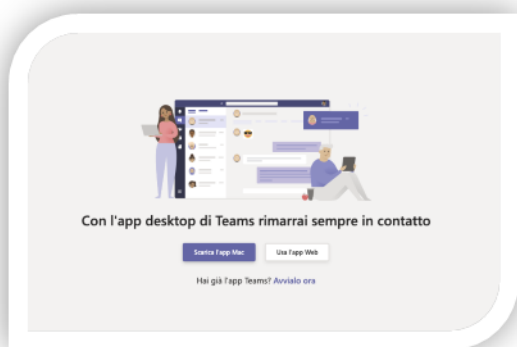 Con l'app desktop di Teams rimarrai sempre in contatto
Scarica l'app Mac
Usa l'app Web
Hai già l'app Teams? Avvialo ora